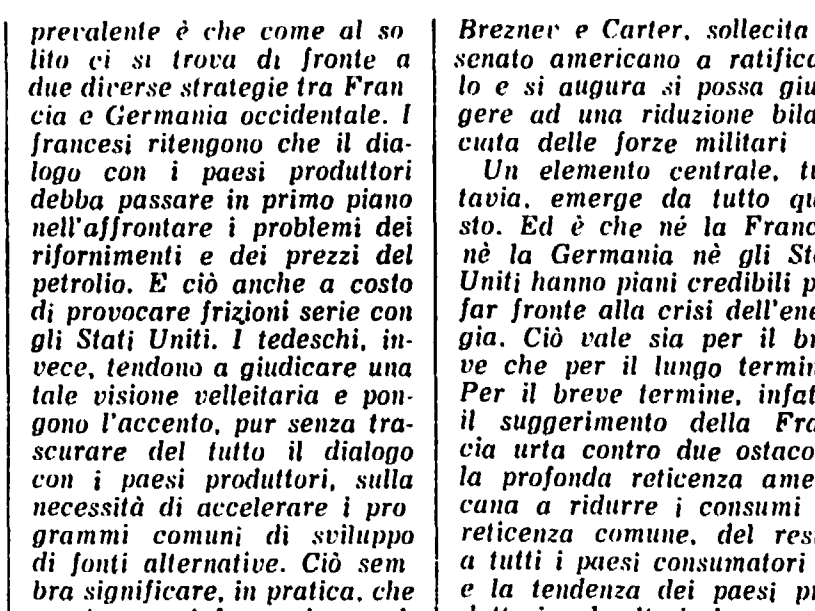 prevalente è che come al so
lito ci si trova di fronte a
due diverse strategie tra Fran
cia e Germania occidentale. I
francesi ritengono che il dia-
logo con i paesi produttori
debba passare in primo piano
nell'affrontare i problemi dei
rifornimenti e dei prezzi del
petrolio. E ciò anche a costo
di provocare frizioni serie con
gli Stati Uniti. I tedeschi, in-
vece, tendono a giudicare una
tale visione velleitaria e pon-
gono l'accento, pur senza tra-
scurare del tutto il dialogo
con i paesi produttori, sulla
necessità di accelerare i pro
grammi comuni di sviluppo
di fonti alternative. Ciò sem
bra significare, in pratica, che
Brezner e Carter, sollecita
senato americano a ratifica
lo e si augura si possa giu
gere ad una riduzione bila
ciata delle forze militari
Un elemento centrale, tu
tavia, emerge da tutto qu
sto. Ed è che né la Franc
nè la Germania nè gli Sta
Uniti hanno piani credibili p
far fronte alla crisi dell'ene
gia. Ciò vale sia per il br
ve che per il lungo termin
Per il breve termine, infat
il suggerimento della Fra
cia urta contro due ostaco
la profonda reticenza ame
cana a ridurre i consumi
reticenza comune, del res
a tutti i paesi consumatori
e la tendenza dei paesi pr